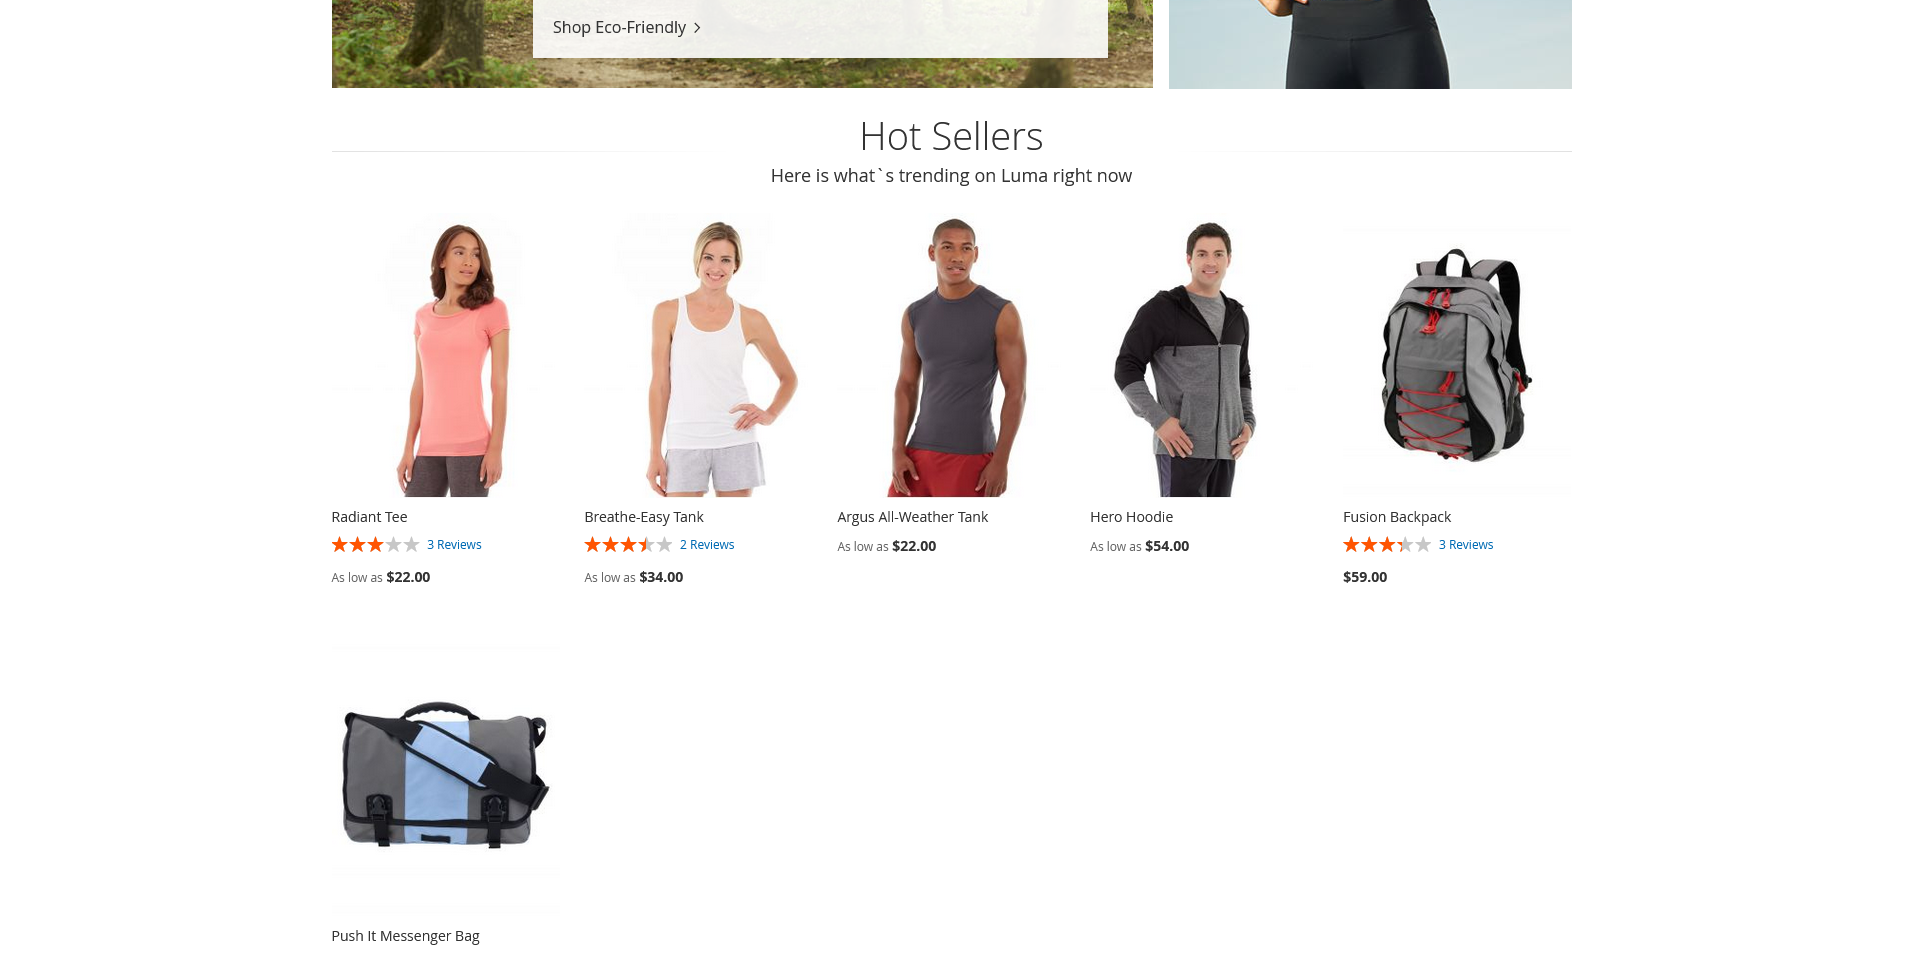 Shop Eco-Friendly
Hot Sellers
Here is what`s trending on Luma right now
Radiant Tee
3 Reviews
As low as $22.00
Breathe-Easy Tank
2 Reviews
As low as $34.00
Argus All-Weather Tank
As low as $22.00
Hero Hoodie
As low as $54.00
Fusion Backpack
3 Reviews
$59.00
Push It Messenger Bag